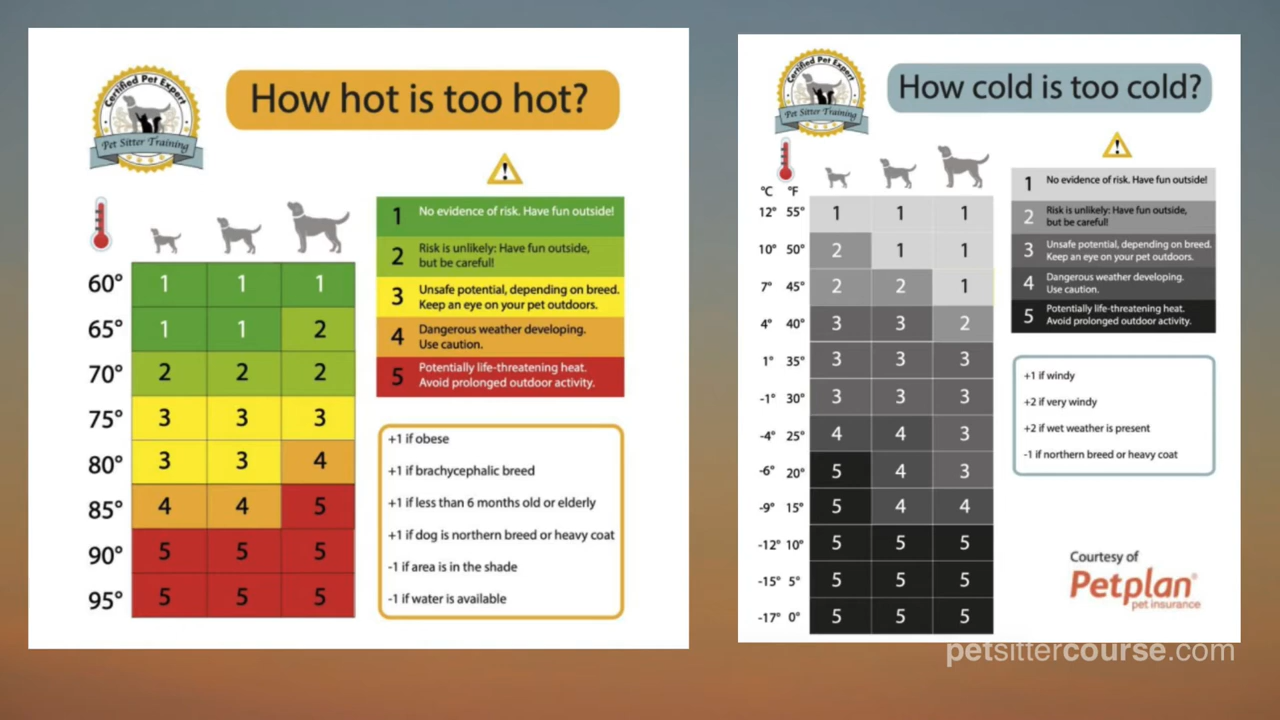 Certified Pet Expert
Pet Sitter Training
How hot is too hot?
60° 1 1 1
65° 1 1 2
70° 2 2 2
75° 3 3 3
80° 3 3 4
85° 4 4 5
90° 5 5 5
95° 5 5 5
1 No evidence of risk. Have fun outside!
2 Risk is unlikely: Have fun outside,
but be careful!
3 Unsafe potential, depending on breed.
Keep an eye on your pet outdoors.
4 Dangerous weather developing.
Use caution.
5 Potentially life-threatening heat.
Avoid prolonged outdoor activity.
+1 if obese
+1 if brachycephalic breed
+1 if less than 6 months old or elderly
+1 if dog is northern breed or heavy coat
-1 if area is in the shade
-1 if water is available
Certified Pet Expert
Pet Sitter Training
How cold is too cold?
°C °F
12° 55° 1 1 1
10° 50° 2 1 1
7° 45° 2 2 1
4° 40° 3 3 2
1° 35° 3 3 3
-1° 30° 3 3 3
-4° 25° 4 4 3
-6° 20° 5 4 3
-9° 15° 5 4 4
-12° 10° 5 5 5
-15° 5° 5 5 5
-17° 0° 5 5 5
1 No evidence of risk. Have fun outside!
2 Risk is unlikely: Have fun outside,
but be careful!
3 Unsafe potential, depending on breed.
Keep an eye on your pet outdoors.
4 Dangerous weather developing.
Use caution.
5 Potentially life-threatening heat.
Avoid prolonged outdoor activity.
+1 if windy
+2 if very windy
+2 if wet weather is present
-1 if northern breed or heavy coat
Courtesy of
Petplan®
pet insurance
petsittercourse.com